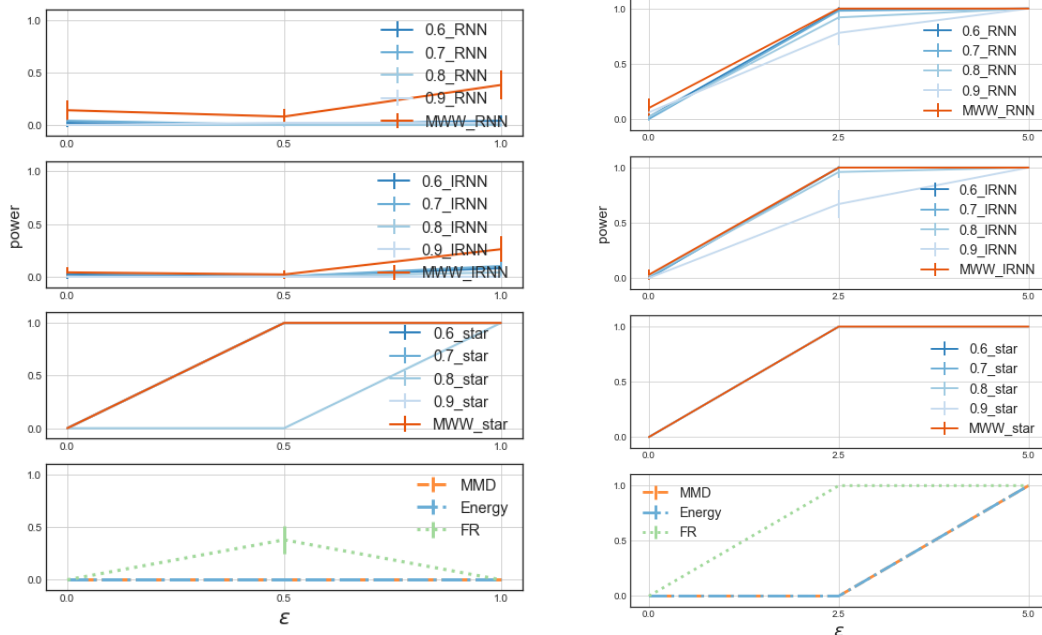 1.0
0.5
0.0
0.6_RNN
0.7_RNN
0.8_RNN
0.9_RNN
MWW_RNN
0.0 0.5 1.0
power
1.0
0.5
0.0
0.6_IRNN
0.7_IRNN
0.8_IRNN
0.9_IRNN
MWW_IRNN
0.0 0.5 1.0
1.0
0.5
0.0
0.6_star
0.7_star
0.8_star
0.9_star
MWW_star
0.0 0.5 1.0
1.0
0.5
0.0
MMD
Energy
FR
0.0 0.5 1.0
ε
1.0
0.5
0.0
0.6_RNN
0.7_RNN
0.8_RNN
0.9_RNN
MWW_RNN
0.0 2.5 5.0
power
1.0
0.5
0.0
0.6_IRNN
0.7_IRNN
0.8_IRNN
0.9_IRNN
MWW_IRNN
0.0 2.5 5.0
1.0
0.5
0.0
0.6_star
0.7_star
0.8_star
0.9_star
MWW_star
0.0 2.5 5.0
1.0
0.5
0.0
MMD
Energy
FR
0.0 2.5 5.0
ε